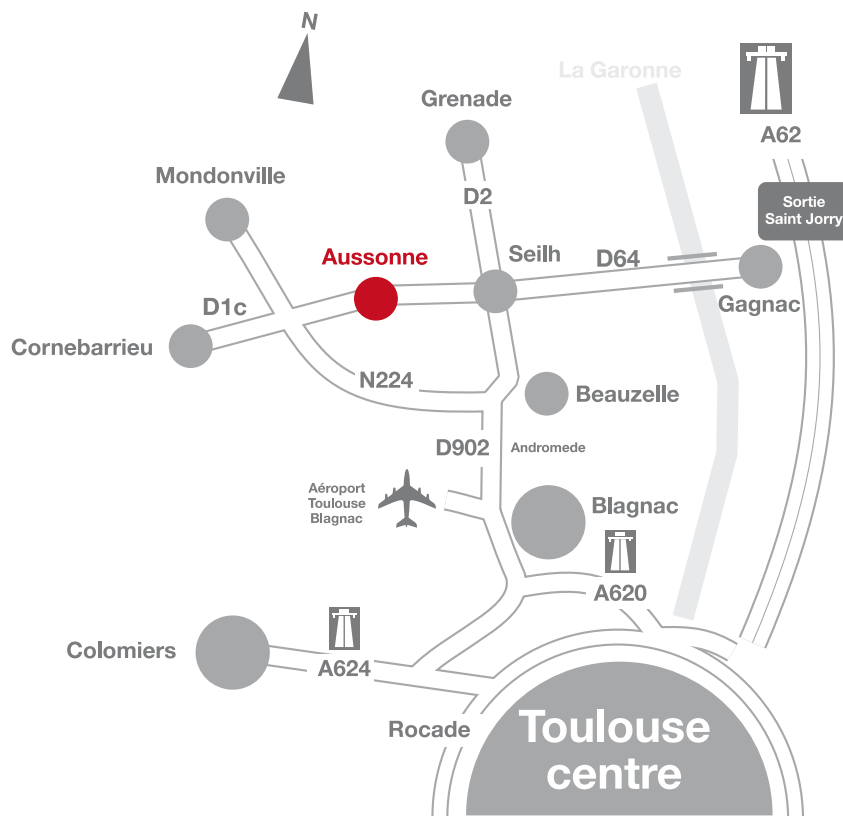 N
La Garonne
Grenade
A62
Mondonville
D2
Sortie
Saint Jorry
Seilh
Aussonne
D64
D1c
Gagnac
Cornebarrieu
N224
Beauzelle
D902
Andromede
Aéroport
Toulouse
Blagnac
Blagnac
A620
Colomiers
A624
Rocade
Toulouse
centre